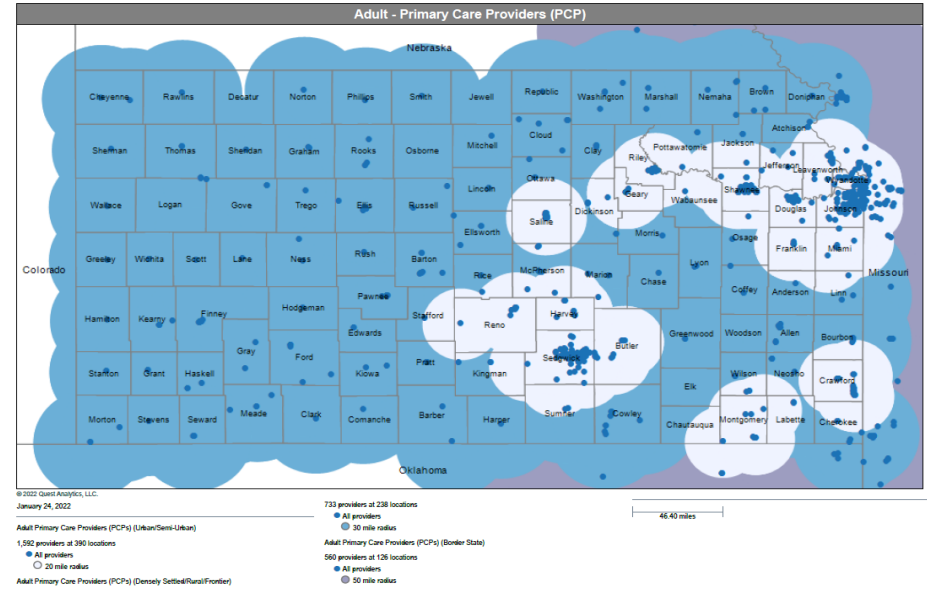 Adult - Primary Care Providers (PCP)
Nebraska
Cheyenne Rawlins Decatur Norton Phillips Smith Jewell Republic Washington Marshall Nemaha Brown Doniphan
Atchison
Sherman Thomas Sheridan Graham Rooks Osborne Mitchell Cloud Clay Riley Pottawatomie Jackson Jefferson Leavenworth
Wyandotte
Wallace Logan Gove Trego Ellis Russell Lincoln Ottawa Saline Dickinson Geary Wabaunsee Shawnee Douglas Johnson
Colorado
Greeley Wichita Scott Lane Ness Rush Barton Ellsworth McPherson Marion Morris Lyon Osage Franklin Miami
Missouri
Hamilton Kearny Finney Hodgeman Pawnee Stafford Rice Reno Harvey Chase Coffey Anderson Linn
Edwards
Stanton Grant Haskell Gray Ford Kiowa Pratt Kingman Sedgwick Butler Greenwood Woodson Allen Bourbon
Elk Wilson Neosho Crawford
Morton Stevens Seward Meade Clark Comanche Barber Harper Sumner Cowley Chautauqua Montgomery Labette Cherokee
Oklahoma
© 2022 Quest Analytics, LLC.
January 24, 2022
Adult Primary Care Providers (PCPs) (Urban/Semi-Urban)
1,592 providers at 390 locations
All providers
20 mile radius
Adult Primary Care Providers (PCPs) (Densely Settled/Rural/Frontier)
733 providers at 238 locations
All providers
30 mile radius
Adult Primary Care Providers (PCPs) (Border State)
560 providers at 126 locations
All providers
50 mile radius
46.40 miles